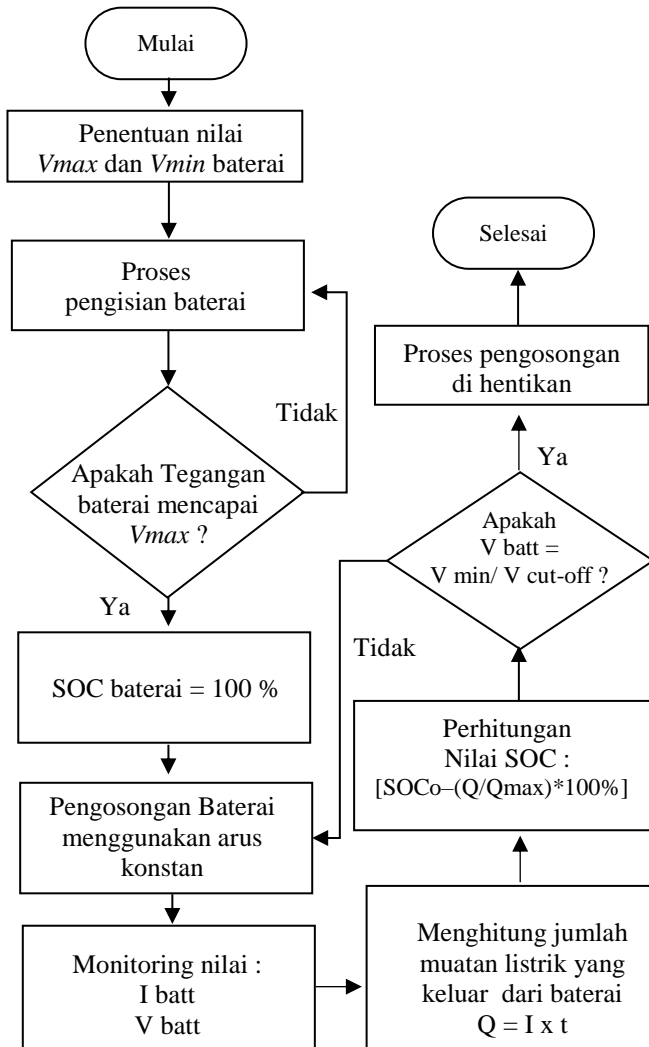 Mulai
Penentuan nilai
Vmax dan Vmin baterai
Proses
pengisian baterai
Tidak
Apakah Tegangan
baterai mencapai
Vmax ?
Ya
SOC baterai = 100 %
Pengosongan Baterai
menggunakan arus
konstan
Monitoring nilai :
I batt
V batt
Menghitung jumlah
muatan listrik yang
keluar dari baterai
Q = I x t
Perhitungan
Nilai SOC :
[SOCo–(Q/Qmax)*100%]
Apakah
V batt =
V min/ V cut-off ?
Tidak
Ya
Proses pengosongan
di hentikan
Selesai